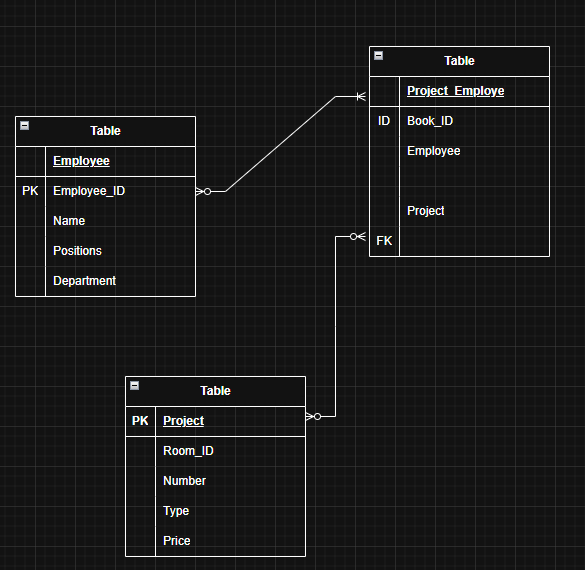 Table
Project_Employe
ID Book_ID
Employee
Project
FK
Table
Employee
PK Employee_ID
Name
Positions
Department
Table
PK Project
Room_ID
Number
Type
Price